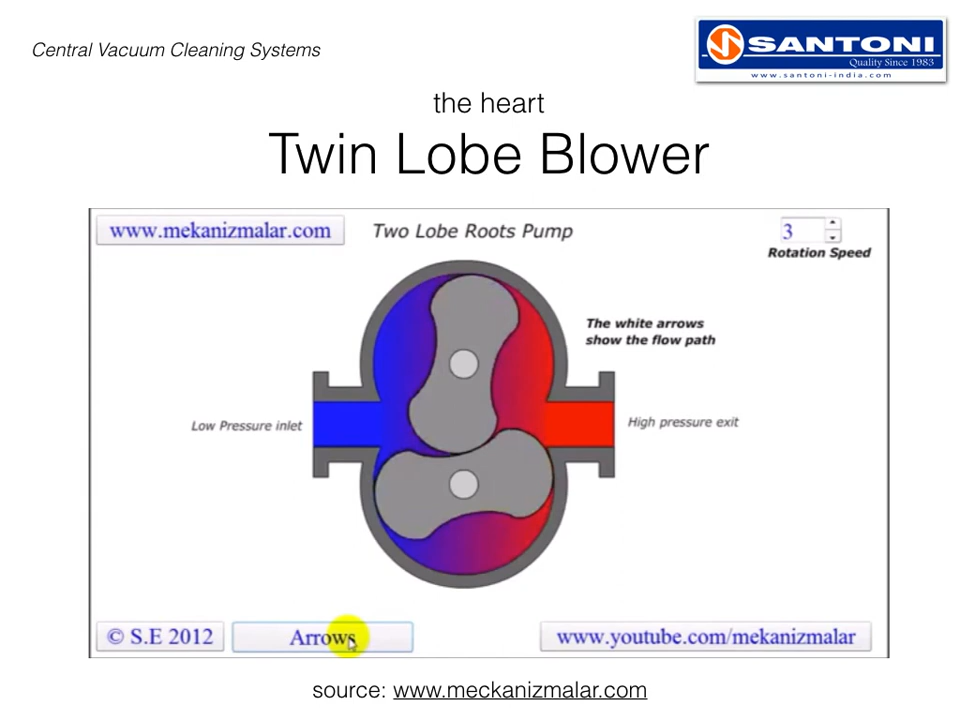 Central Vacuum Cleaning Systems
SANTONI
Quality Since 1983
www.santoni-india.com
the heart
Twin Lobe Blower
www.mekanizmalar.com
Two Lobe Roots Pump
3
Rotation Speed
The white arrows
show the flow path
Low Pressure inlet
High pressure exit
© S.E 2012
Arrows
www.youtube.com/mekanizmalar
source: www.meckanizmalar.com